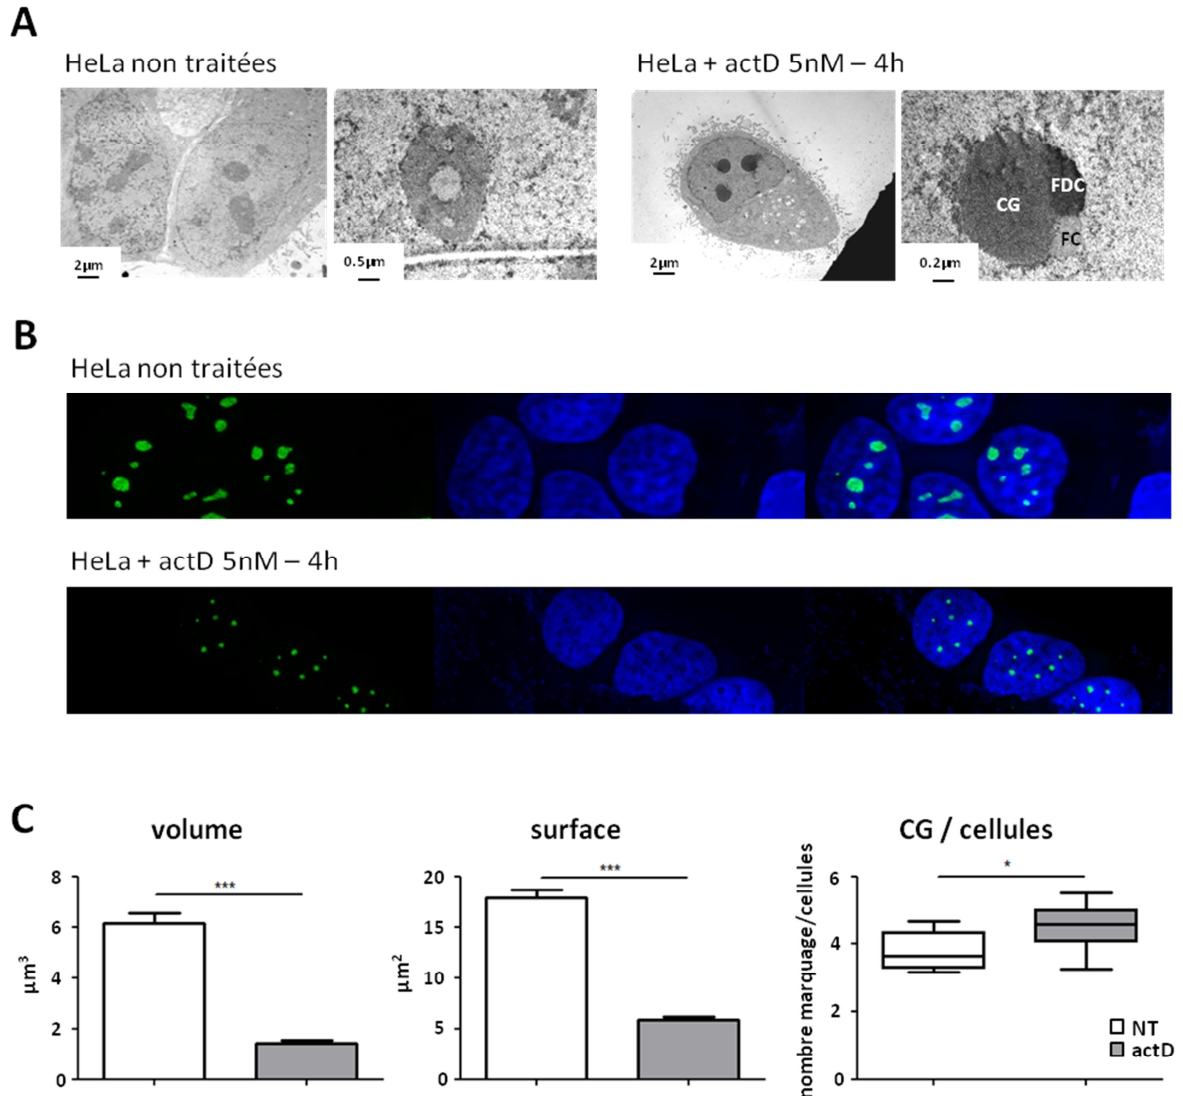 A
HeLa non traitées
HeLa + actD 5nM – 4h
2µm
0.5µm
2µm
CG
FDC
FC
0.2µm
B
HeLa non traitées
HeLa + actD 5nM – 4h
C
volume
µm³
8
6
4
2
0
***
surface
µm²
20
15
10
5
0
***
CG / cellules
nombre marquage/cellules
6
4
2
0
*
NT
actD